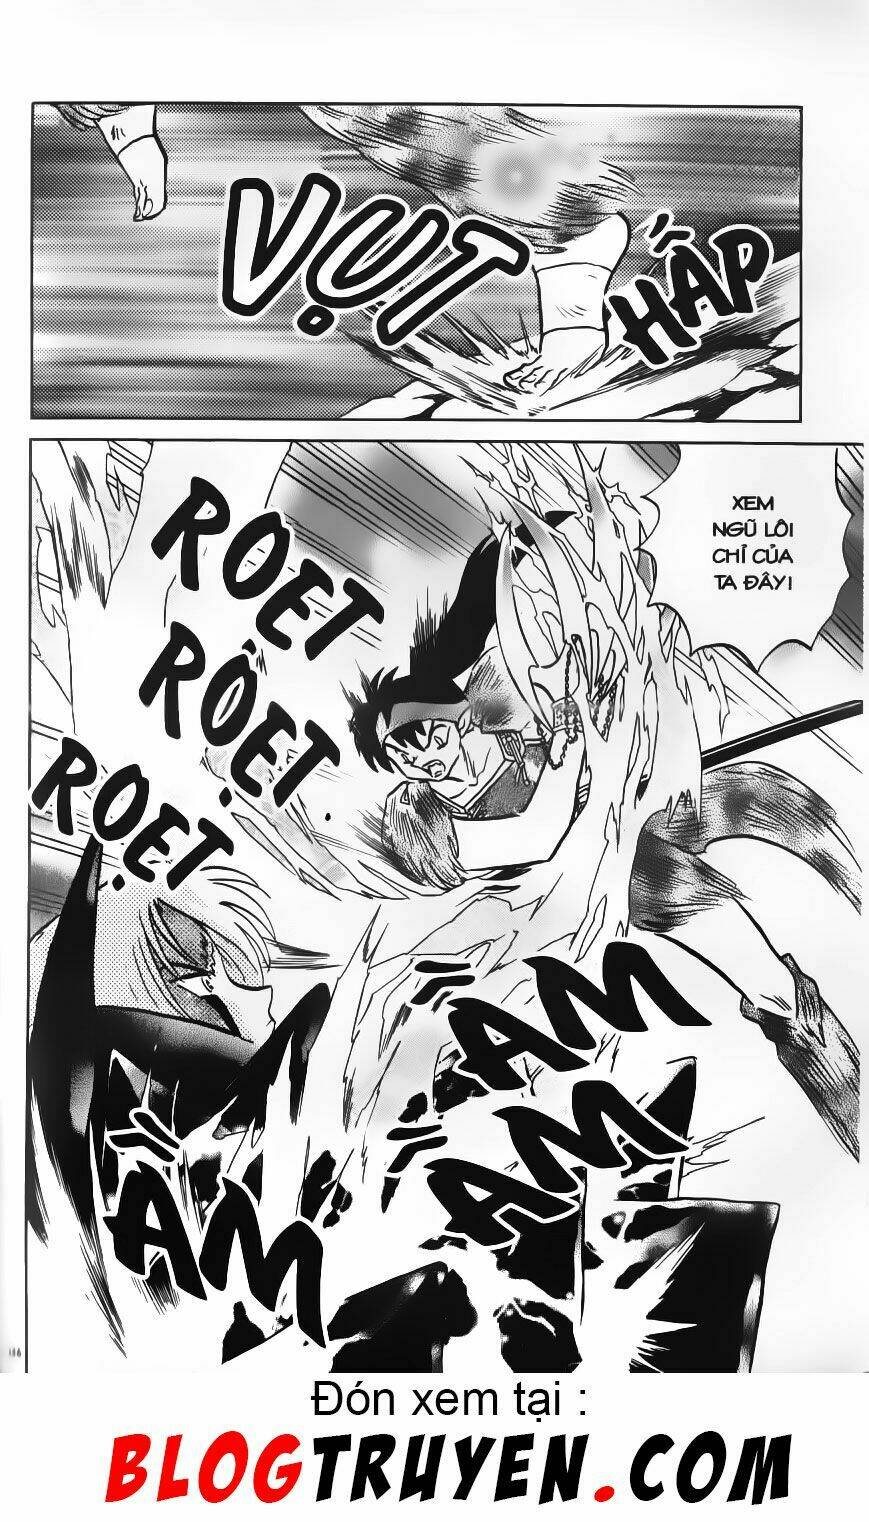 VỤT
HẤP
XEM
NGŨ LÔI
CHỈ CỦA
TA ĐÂY!
ROẸT
ROẸT
ROẸT
ẦM
ẦM
ẦM
186
Đón xem tại :
BLOGTRUYEN.COM